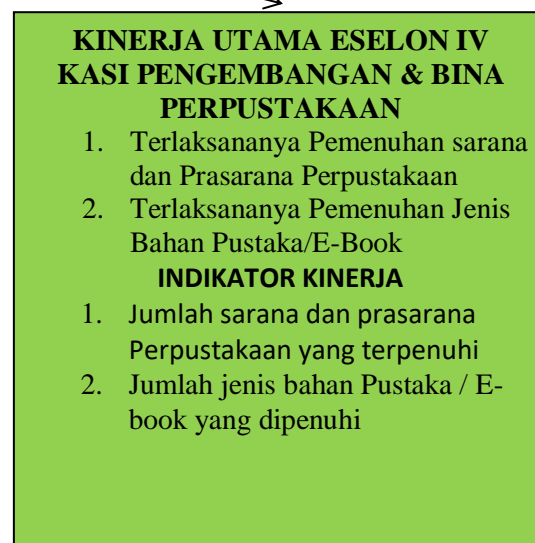 KINERJA UTAMA ESELON IV
KASI PENGEMBANGAN & BINA
PERPUSTAKAAN
1. Terlaksananya Pemenuhan sarana
dan Prasarana Perpustakaan
2. Terlaksananya Pemenuhan Jenis
Bahan Pustaka/E-Book
INDIKATOR KINERJA
1. Jumlah sarana dan prasarana
Perpustakaan yang terpenuhi
2. Jumlah jenis bahan Pustaka / E-
book yang dipenuhi